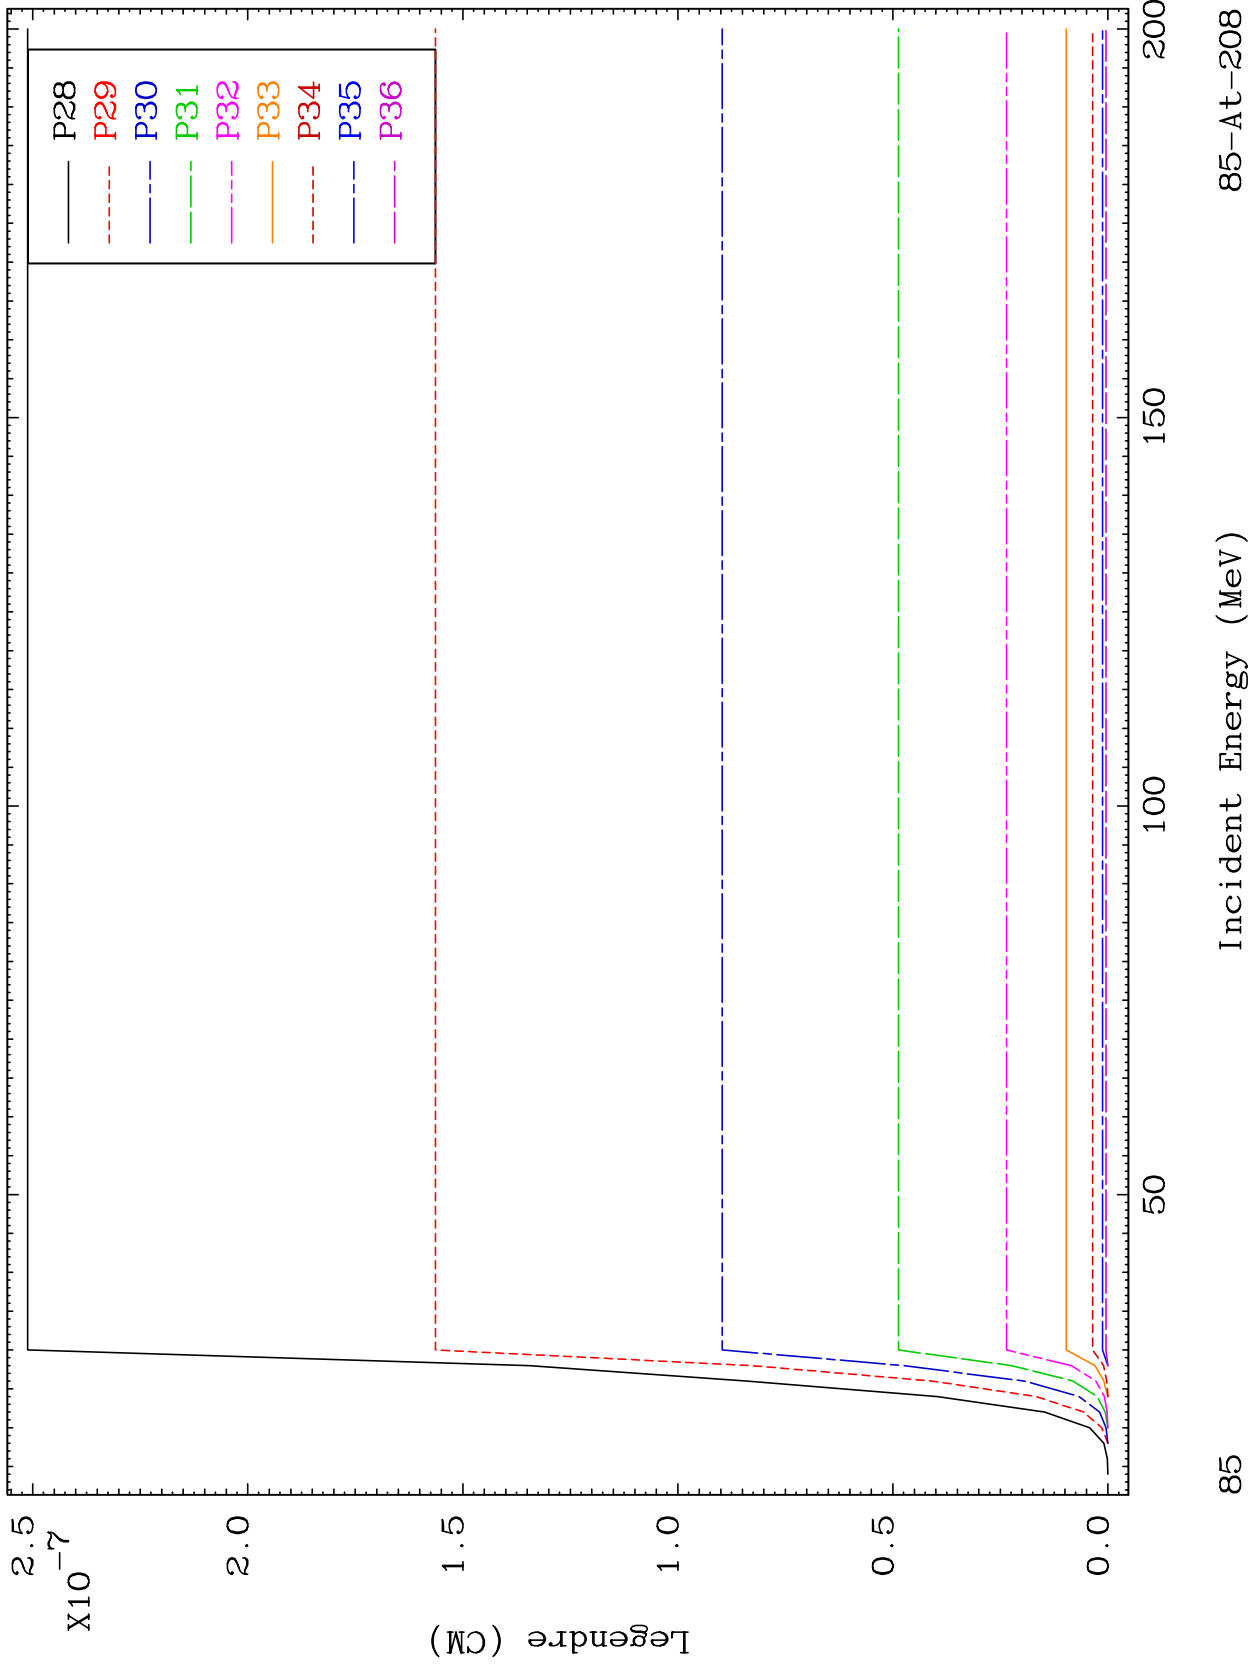 P28
P29
P30
P31
P32
P33
P34
P35
P36
2.5
X10-7
2.0
1.5
1.0
0.5
0.0
Legendre (CM)
50
100
150
200
Incident Energy (MeV)
85
85-At-208